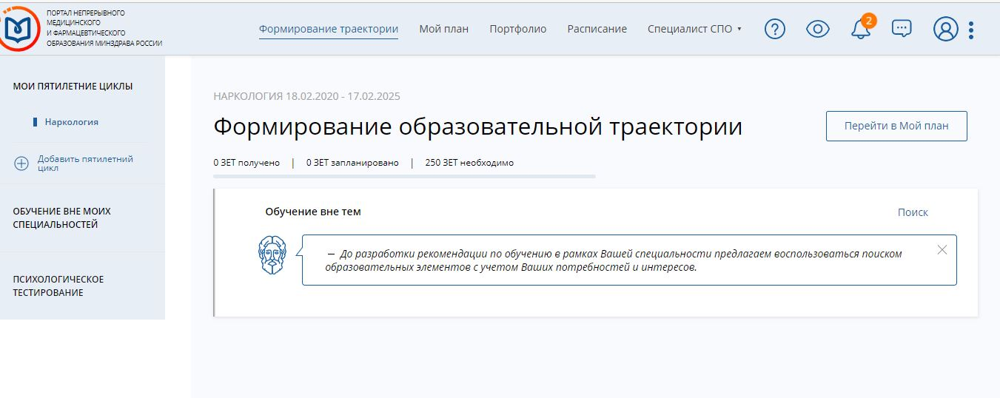 ПОРТАЛ НЕПРЕРЫВНОГО
МЕДИЦИНСКОГО
И ФАРМАЦЕВТИЧЕСКОГО
ОБРАЗОВАНИЯ МИНЗДРАВА РОССИИ
Формирование траектории
Мой план
Портфолио
Расписание
Специалист СПО
2
МОИ ПЯТИЛЕТНИЕ ЦИКЛЫ
Наркология
Добавить пятилетний
цикл
ОБУЧЕНИЕ ВНЕ МОИХ
СПЕЦИАЛЬНОСТЕЙ
ПСИХОЛОГИЧЕСКОЕ
ТЕСТИРОВАНИЕ
НАРКОЛОГИЯ 18.02.2020 - 17.02.2025
Формирование образовательной траектории
Перейти в Мой план
0 ЗЕТ получено | 0 ЗЕТ запланировано | 250 ЗЕТ необходимо
Обучение вне тем
Поиск
— До разработки рекомендации по обучению в рамках Вашей специальности предлагаем воспользоваться поиском
образовательных элементов с учетом Ваших потребностей и интересов.